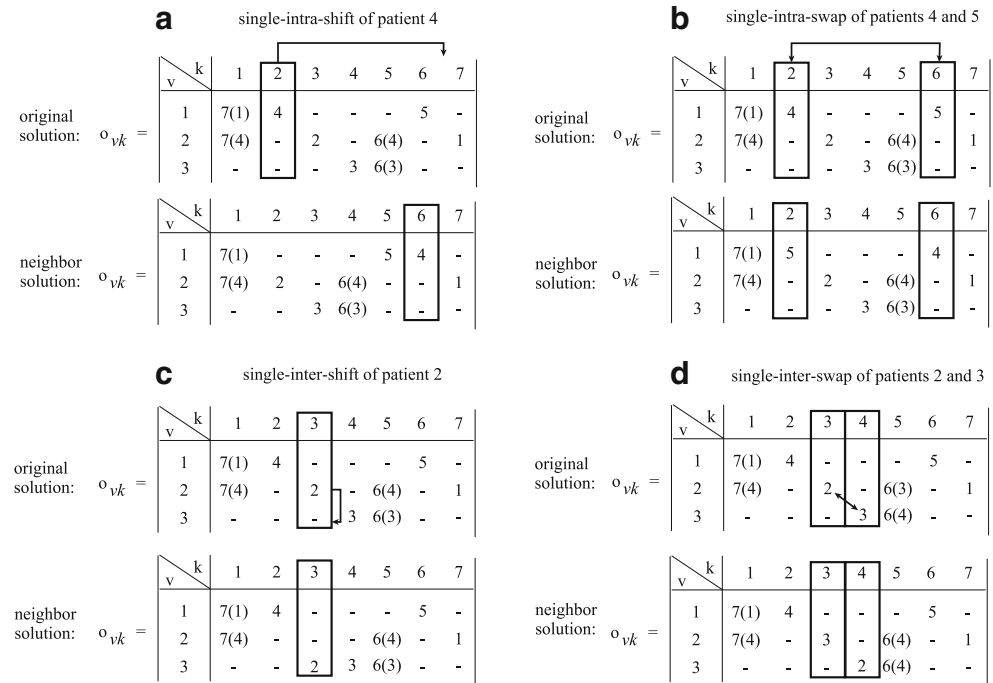 a single-intra-shift of patient 4
v k 1 2 3 4 5 6 7
original solution: o vk =
1 7(1) 4 - - - 5 -
2 7(4) - 2 - 6(4) - 1
3 - - - 3 6(3) - -
v k 1 2 3 4 5 6 7
neighbor solution: o vk =
1 7(1) - - - 5 4 -
2 7(4) 2 - 6(4) - - 1
3 - - 3 6(3) - - -
b single-intra-swap of patients 4 and 5
v k 1 2 3 4 5 6 7
original solution: o vk =
1 7(1) 4 - - - 5 -
2 7(4) - 2 - 6(4) - 1
3 - - - 3 6(3) - -
v k 1 2 3 4 5 6 7
neighbor solution: o vk =
1 7(1) 5 - - - 4 -
2 7(4) - 2 - 6(4) - 1
3 - - - 3 6(3) - -
c single-inter-shift of patient 2
v k 1 2 3 4 5 6 7
original solution: o vk =
1 7(1) 4 - - - 5 -
2 7(4) - 2 - 6(4) - 1
3 - - - 3 6(3) - -
v k 1 2 3 4 5 6 7
neighbor solution: o vk =
1 7(1) 4 - - - 5 -
2 7(4) - - - 6(4) - 1
3 - - 2 3 6(3) - -
d single-inter-swap of patients 2 and 3
v k 1 2 3 4 5 6 7
original solution: o vk =
1 7(1) 4 - - - 5 -
2 7(4) - 2 - 6(3) - 1
3 - - - 3 6(4) - -
v k 1 2 3 4 5 6 7
neighbor solution: o vk =
1 7(1) 4 - - - 5 -
2 7(4) - 3 - 6(4) - 1
3 - - - 2 6(4) - -